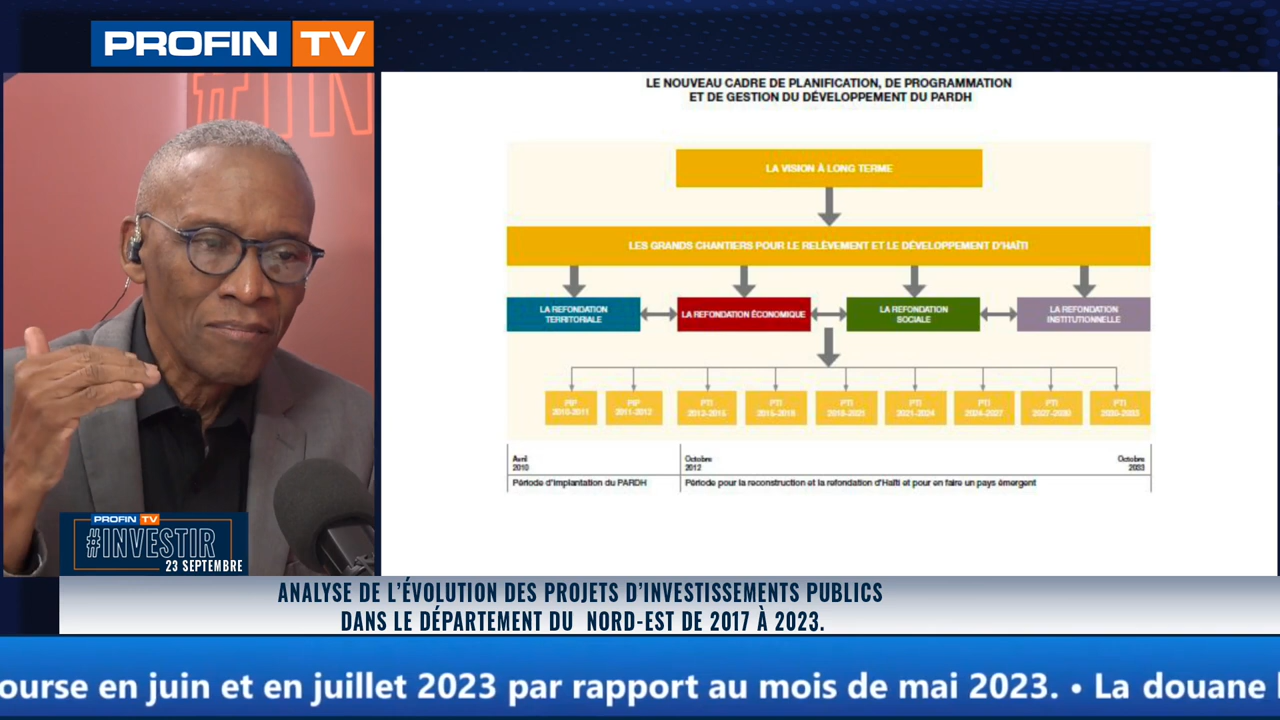 PROFIN TV
#IN
LE NOUVEAU CADRE DE PLANIFICATION, DE PROGRAMMATION
ET DE GESTION DU DÉVELOPPEMENT DU PARDH
LA VISION À LONG TERME
LES GRANDS CHANTIERS POUR LE RELÈVEMENT ET LE DÉVELOPPEMENT D'HAÏTI
LA REFONDATION
TERRITORIALE
LA REFONDATION ÉCONOMIQUE
LA REFONDATION
SOCIALE
LA REFONDATION
INSTITUTIONNELLE
PIP
2010-2011
PIP
2011-2012
PTI
2012-2015
PTI
2015-2018
PTI
2018-2021
PTI
2021-2024
PTI
2024-2027
PTI
2027-2030
PTI
2030-2033
Avril
2010
Octobre
2012
Octobre
2033
Période d'implantation du PARDH
Période pour la reconstruction et la refondation d'Haïti et pour en faire un pays émergent
PROFIN TV
#INVESTIR
23 SEPTEMBRE
ANALYSE DE L'ÉVOLUTION DES PROJETS D'INVESTISSEMENTS PUBLICS
DANS LE DÉPARTEMENT DU NORD-EST DE 2017 À 2023.
ourse en juin et en juillet 2023 par rapport au mois de mai 2023. • La douane